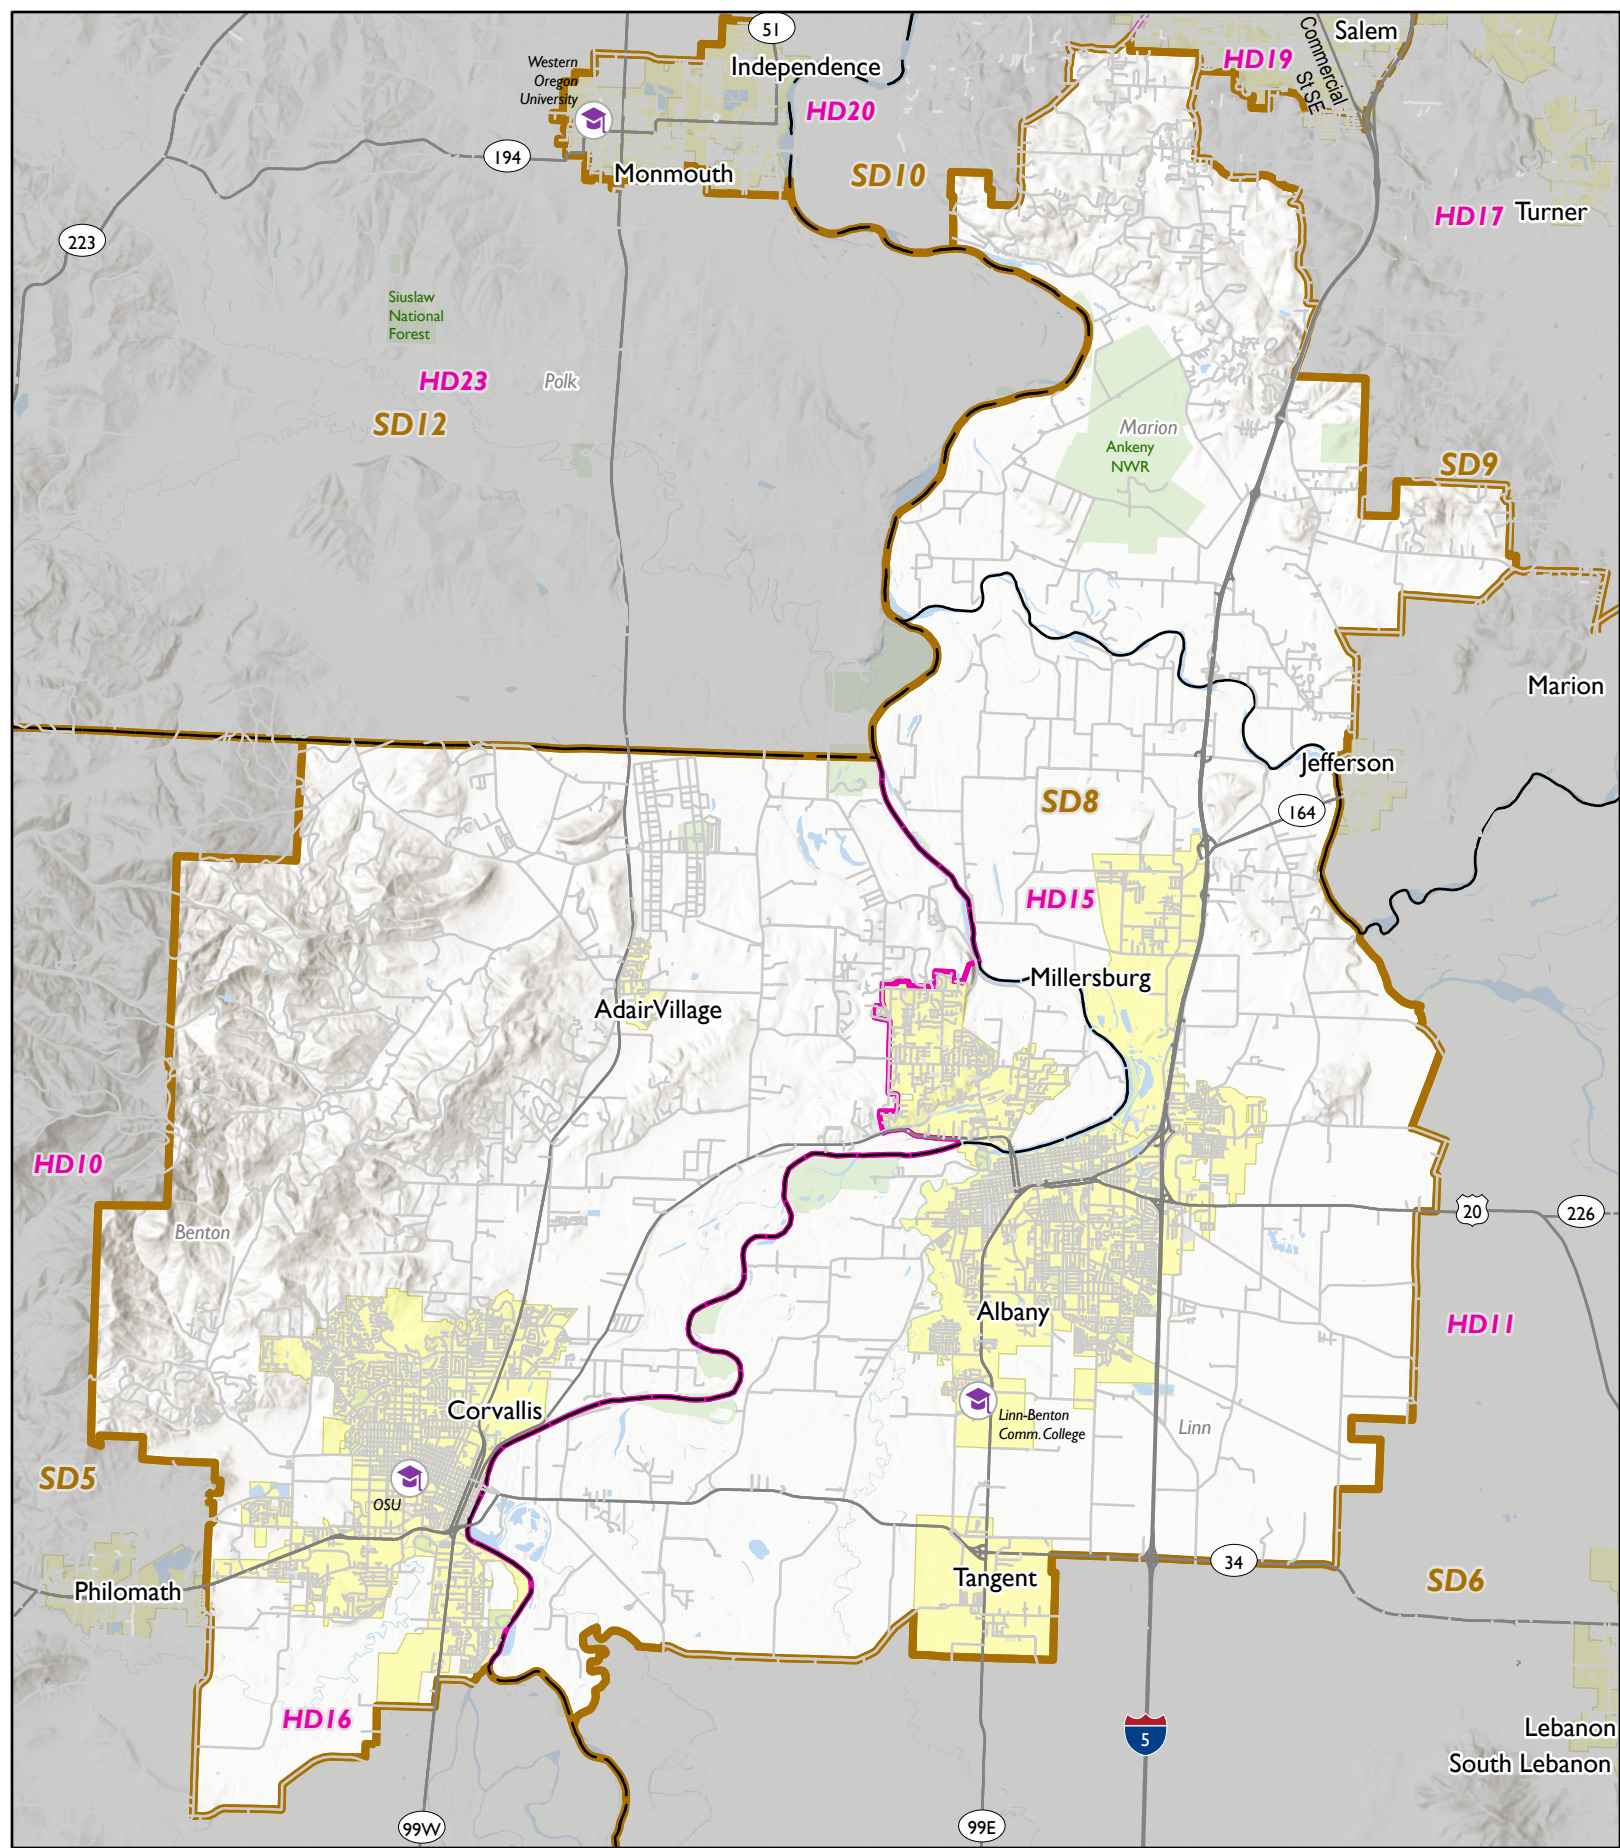 51
Salem
Western
Oregon
University
Independence
HD19
Commercial
St SE
HD20
194
Monmouth
SD10
HD17
Turner
223
Siuslaw
National
Forest
HD23
Polk
SD12
Marion
Ankeny
NWR
SD9
Marion
Jefferson
SD8
164
HD15
Millersburg
Adair Village
HD10
20
226
Benton
Albany
HD11
Corvallis
Linn-Benton
Comm. College
Linn
SD5
OSU
34
Philomath
Tangent
SD6
HD16
Lebanon
5
South Lebanon
99W
99E